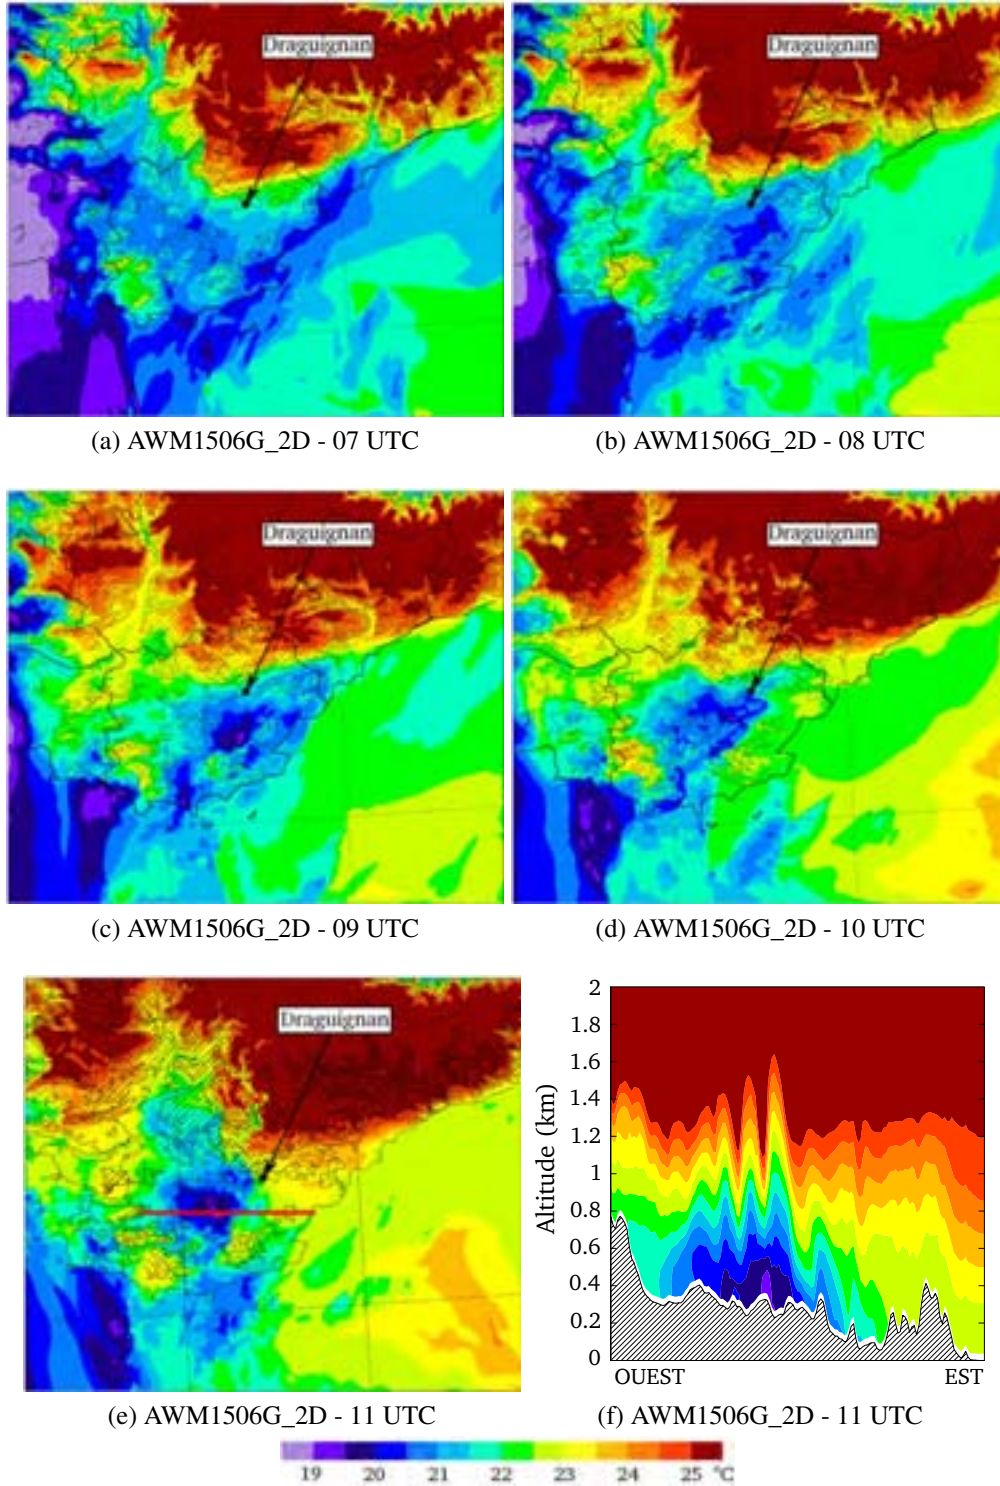 Draguignan
Draguignan
(a) AWM1506G_2D - 07 UTC
(b) AWM1506G_2D - 08 UTC
Draguignan
Draguignan
(c) AWM1506G_2D - 09 UTC
(d) AWM1506G_2D - 10 UTC
Draguignan
Altitude (km)
2
1.8
1.6
1.4
1.2
1
0.8
0.6
0.4
0.2
0
OUEST
EST
(e) AWM1506G_2D - 11 UTC
(f) AWM1506G_2D - 11 UTC
19 20 21 22 23 24 25 °C